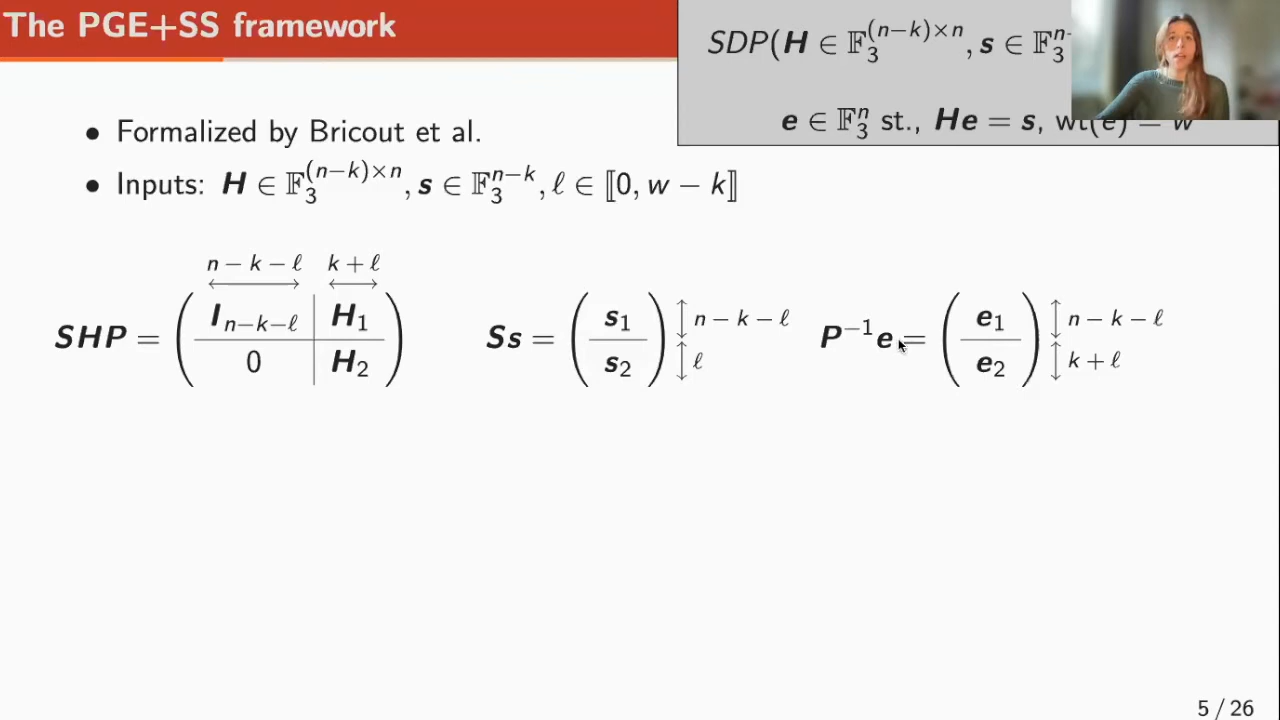 The PGE+SS framework
SDP(H ∈ 𝔽₃^{(n−k)×n}, s ∈ 𝔽₃^{n-
e ∈ 𝔽₃ⁿ st., He = s, wt(e) = w
• Formalized by Bricout et al.
• Inputs: H ∈ 𝔽₃^{(n−k)×n}, s ∈ 𝔽₃^{n−k}, ℓ ∈ ⟦0, w − k⟧
n − k − ℓ k + ℓ
SHP = ( I_{n−k−ℓ} | H₁ )
0 | H₂
Ss = ( s₁ ) n − k − ℓ
s₂ ℓ
P⁻¹e = ( e₁ ) n − k − ℓ
e₂ k + ℓ
5 / 26